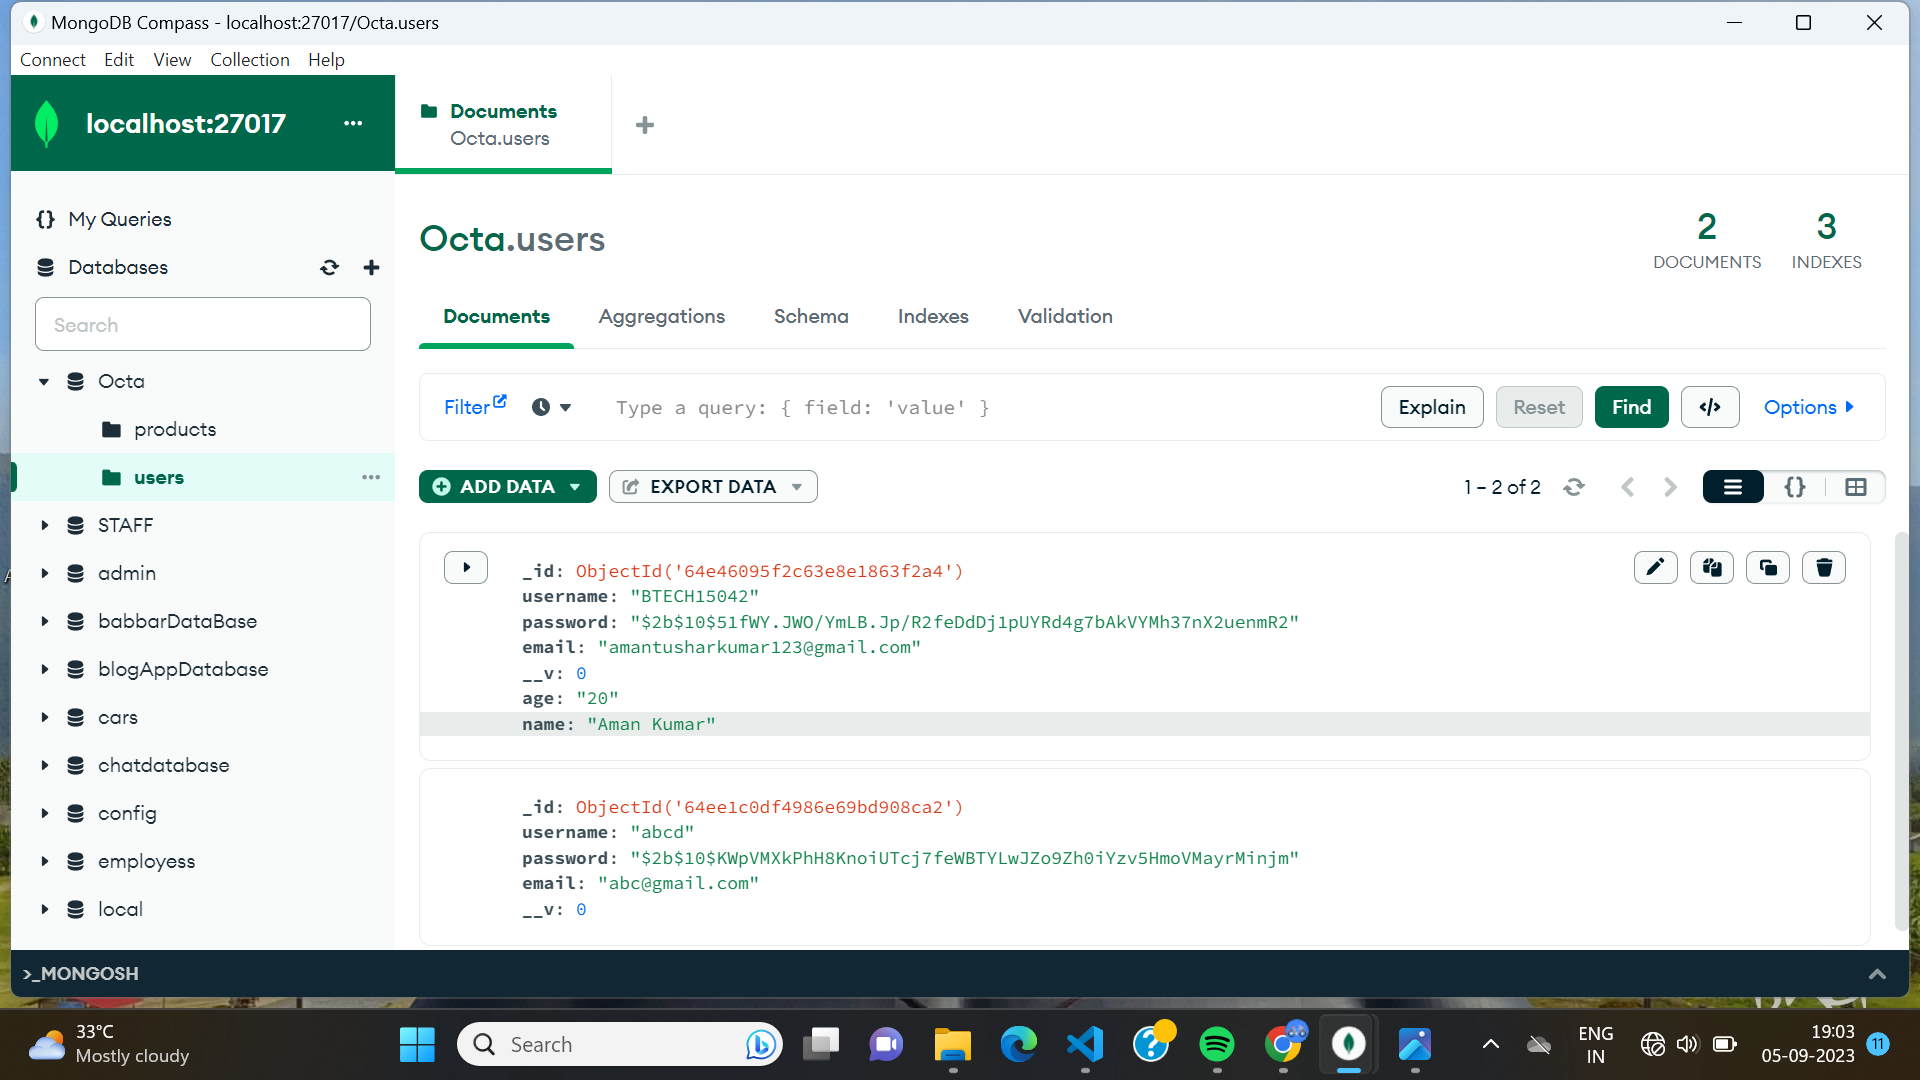 MongoDB Compass - localhost:27017/Octa.users
Connect Edit View Collection Help
localhost:27017
Documents
Octa.users
My Queries
Databases
Search
Octa
products
users
STAFF
admin
babbarDataBase
blogAppDatabase
cars
chatdatabase
config
employess
local
Octa.users
2
DOCUMENTS
3
INDEXES
Documents Aggregations Schema Indexes Validation
Filter Type a query: { field: 'value' } Explain Reset Find </> Options
ADD DATA EXPORT DATA 1 – 2 of 2 {}
_id: ObjectId('64e46095f2c63e8e1863f2a4')
username: "BTECH15042"
password: "$2b$10$51fWY.JWO/YmLB.Jp/R2feDdDj1pUYRd4g7bAkVYMh37nX2uenmR2"
email: "amantusharkumar123@gmail.com"
__v: 0
age: "20"
name: "Aman Kumar"
_id: ObjectId('64ee1c0df4986e69bd908ca2')
username: "abcd"
password: "$2b$10$KWpVMXkPhH8KnoiUTcj7feWBTYLwJZo9Zh0iYzv5HmoVMayrMinjm"
email: "abc@gmail.com"
__v: 0
>_MONGOSH
33°C
Mostly cloudy
Search
ENG
IN
19:03
05-09-2023
11